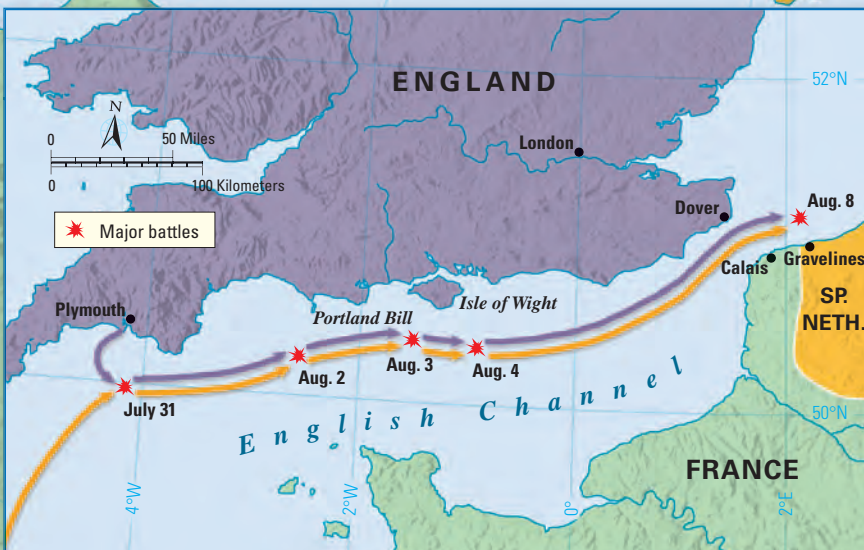 ENGLAND
52°N
N
0 50 Miles
0 100 Kilometers
London
Major battles
Dover
Aug. 8
Calais
Gravelines
SP.
NETH.
Plymouth
Portland Bill
Isle of Wight
Aug. 2
Aug. 3
Aug. 4
July 31
English Channel
50°N
FRANCE
4°W
2°W
0°
2°E